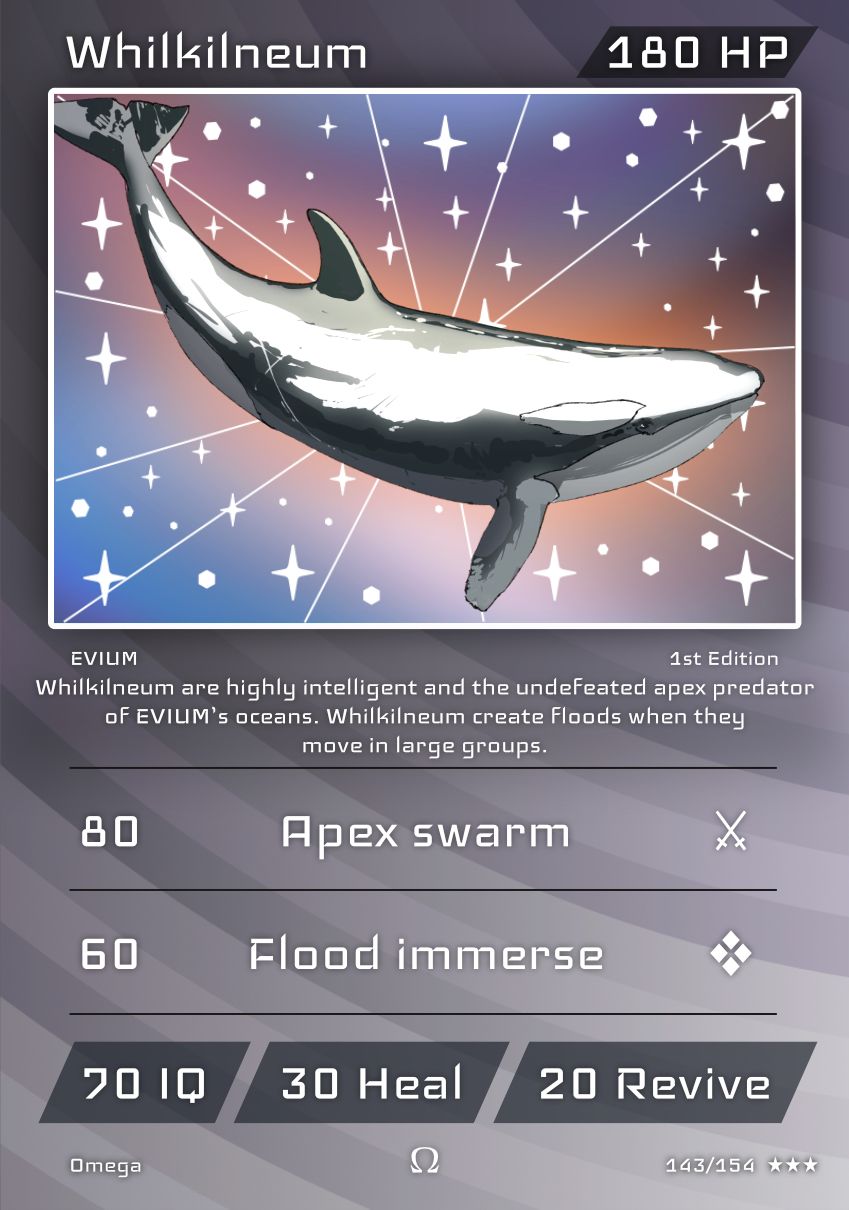 Whilkilneum
180 HP
EVIUM
1st Edition
Whilkilneum are highly intelligent and the undefeated apex predator
of EVIUM's oceans. Whilkilneum create floods when they
move in large groups.
80 Apex swarm
60 Flood immerse
70 IQ
30 Heal
20 Revive
Omega
Ω
143/154 ★★★